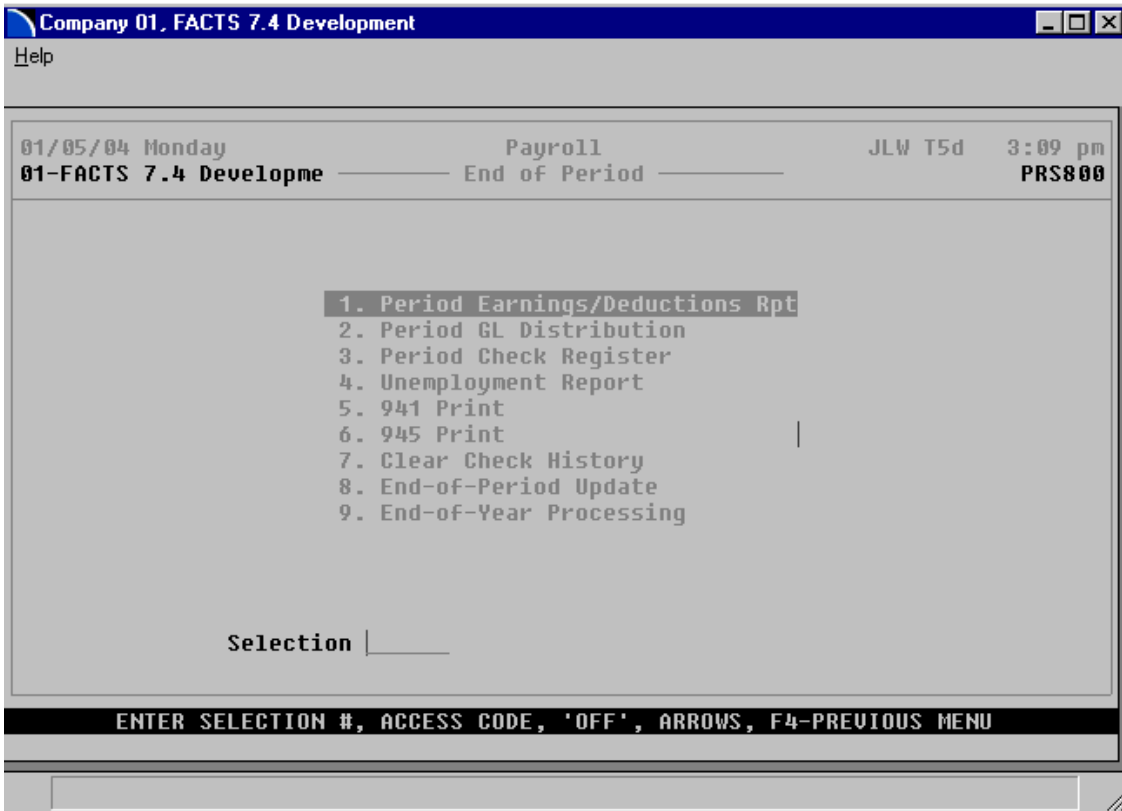 Company 01, FACTS 7.4 Development
Help
01/05/04 Monday Payroll JLW T5d 3:09 pm
01-FACTS 7.4 Developme End of Period PRS800
1. Period Earnings/Deductions Rpt
2. Period GL Distribution
3. Period Check Register
4. Unemployment Report
5. 941 Print
6. 945 Print
7. Clear Check History
8. End-of-Period Update
9. End-of-Year Processing
Selection
ENTER SELECTION #, ACCESS CODE, 'OFF', ARROWS, F4-PREVIOUS MENU